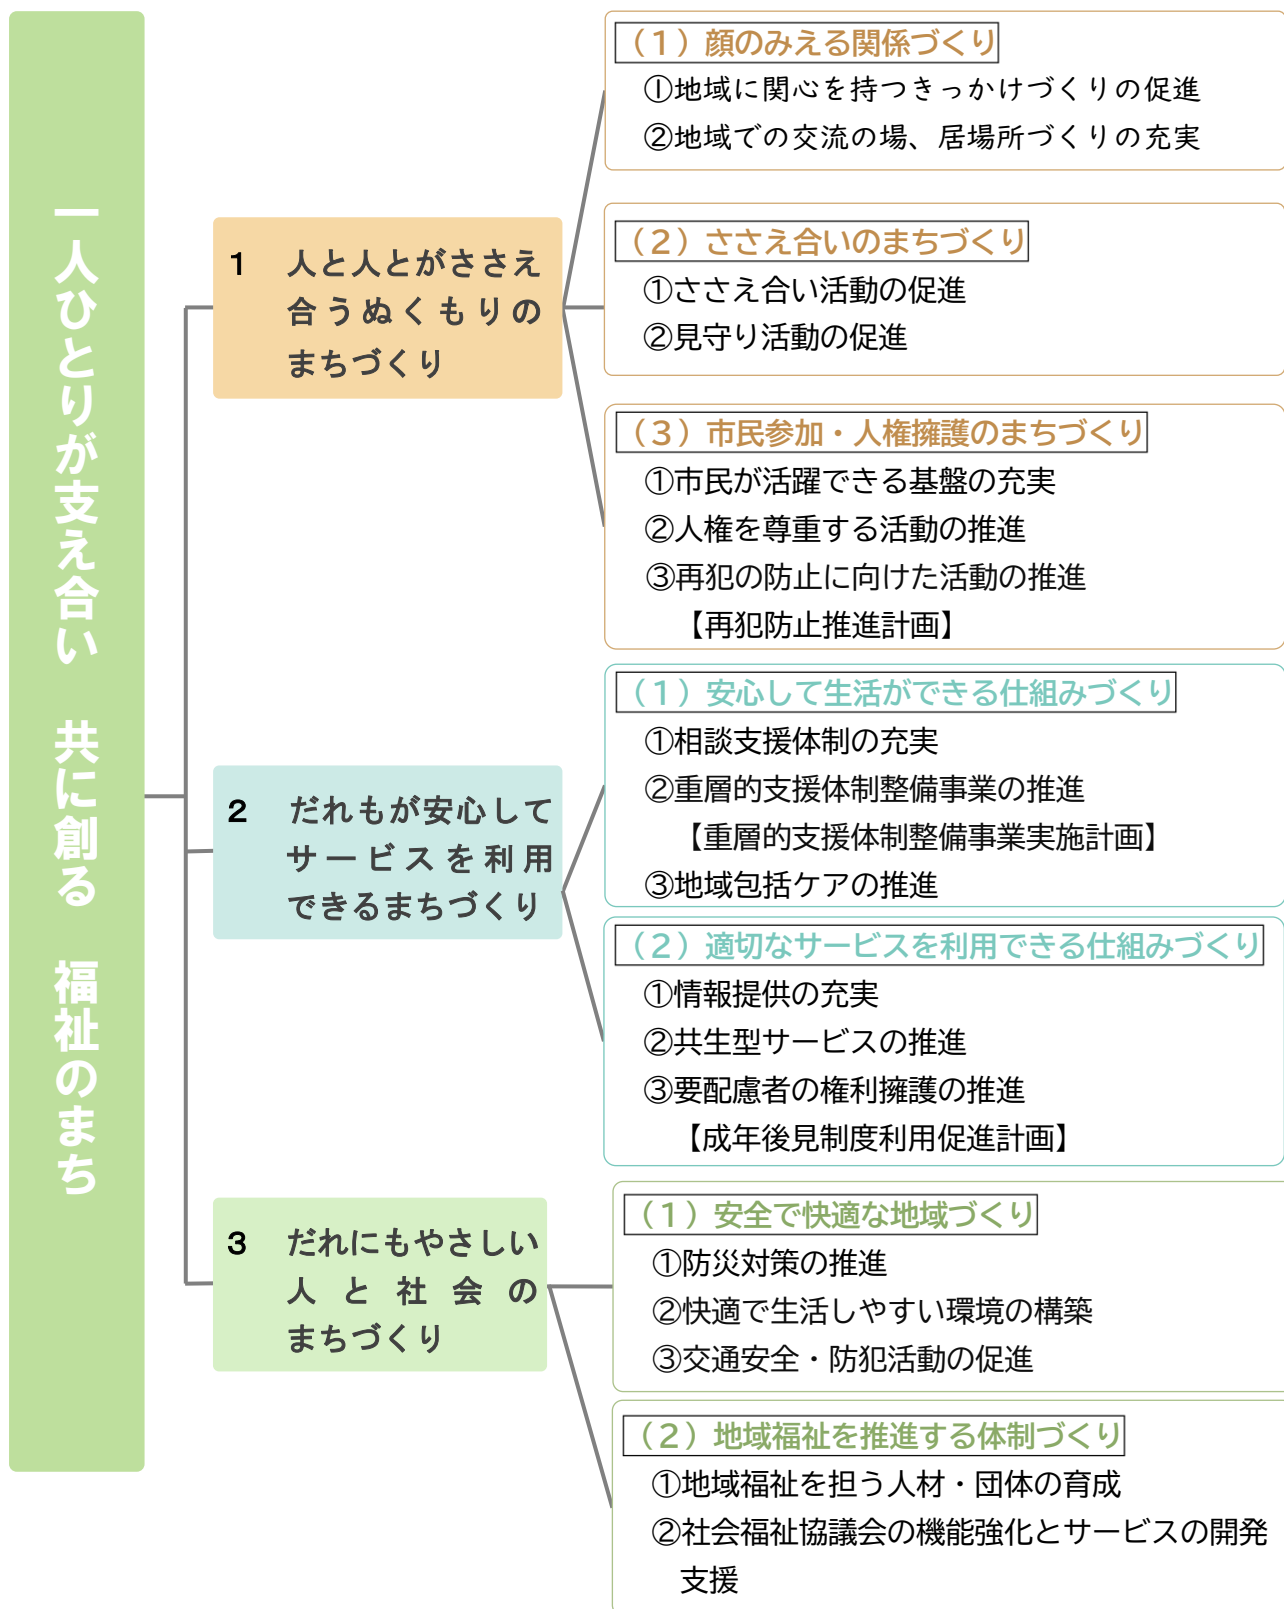 一人ひとりが支え合い　共に創る　福祉のまち
1　人と人とがささえ
合うぬくもりの
まちづくり
（１）顔のみえる関係づくり
①地域に関心を持つきっかけづくりの促進
②地域での交流の場、居場所づくりの充実
（２）ささえ合いのまちづくり
①ささえ合い活動の促進
②見守り活動の促進
（３）市民参加・人権擁護のまちづくり
①市民が活躍できる基盤の充実
②人権を尊重する活動の推進
③再犯の防止に向けた活動の推進
【再犯防止推進計画】
2　だれもが安心して
サービスを利用
できるまちづくり
（１）安心して生活ができる仕組みづくり
①相談支援体制の充実
②重層的支援体制整備事業の推進
【重層的支援体制整備事業実施計画】
③地域包括ケアの推進
（２）適切なサービスを利用できる仕組みづくり
①情報提供の充実
②共生型サービスの推進
③要配慮者の権利擁護の推進
【成年後見制度利用促進計画】
3　だれにもやさしい
人と社会の
まちづくり
（１）安全で快適な地域づくり
①防災対策の推進
②快適で生活しやすい環境の構築
③交通安全・防犯活動の促進
（２）地域福祉を推進する体制づくり
①地域福祉を担う人材・団体の育成
②社会福祉協議会の機能強化とサービスの開発
支援